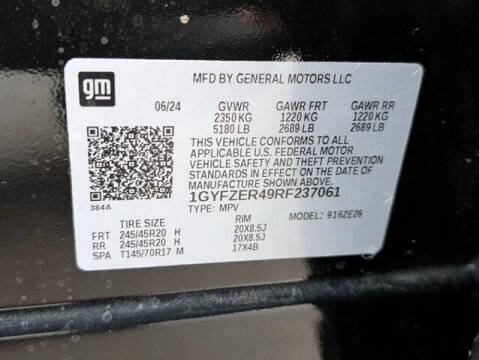 gm
MFD BY GENERAL MOTORS LLC
06/24 GVWR GAWR FRT GAWR RR
2350 KG 1220 KG 1220 KG
5180 LB 2689 LB 2689 LB
THIS VEHICLE CONFORMS TO ALL
APPLICABLE U.S. FEDERAL MOTOR
VEHICLE SAFETY AND THEFT PREVENTION
STANDARDS IN EFFECT ON THE DATE OF
MANUFACTURE SHOWN ABOVE.
384A
1GYFZER49RF237061
TYPE: MPV MODEL: 916ZE26
TIRE SIZE RIM
FRT 245/45R20 H 20X8.5J
RR 245/45R20 H 20X8.5J
SPA T145/70R17 M 17X4B